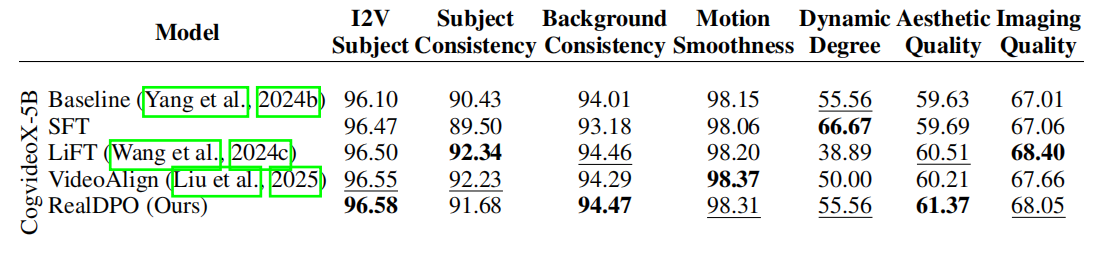 Model I2V Subject Background Motion Dynamic Aesthetic Imaging
Subject Consistency Consistency Smoothness Degree Quality Quality
CogvideoX-5B
Baseline (Yang et al., 2024b) 96.10 90.43 94.01 98.15 55.56 59.63 67.01
SFT 96.47 89.50 93.18 98.06 66.67 59.69 67.06
LiFT (Wang et al., 2024c) 96.50 92.34 94.46 98.20 38.89 60.51 68.40
VideoAlign (Liu et al., 2025) 96.55 92.23 94.29 98.37 50.00 60.21 67.66
RealDPO (Ours) 96.58 91.68 94.47 98.31 55.56 61.37 68.05